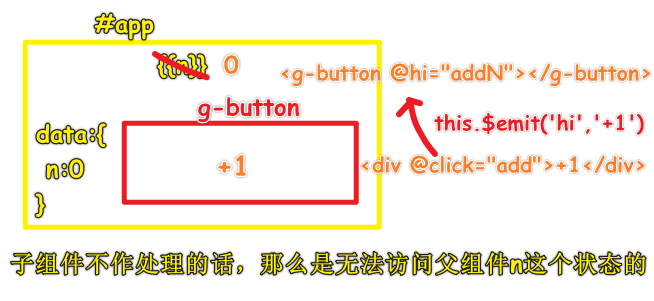 #app
{{n}} 0
<g-button @hi="addN"></g-button>
g-button
this.$emit('hi','+1')
data:{
n:0
}
+1
<div @click="add">+1</div>
子组件不作处理的话，那么是无法访问父组件n这个状态的